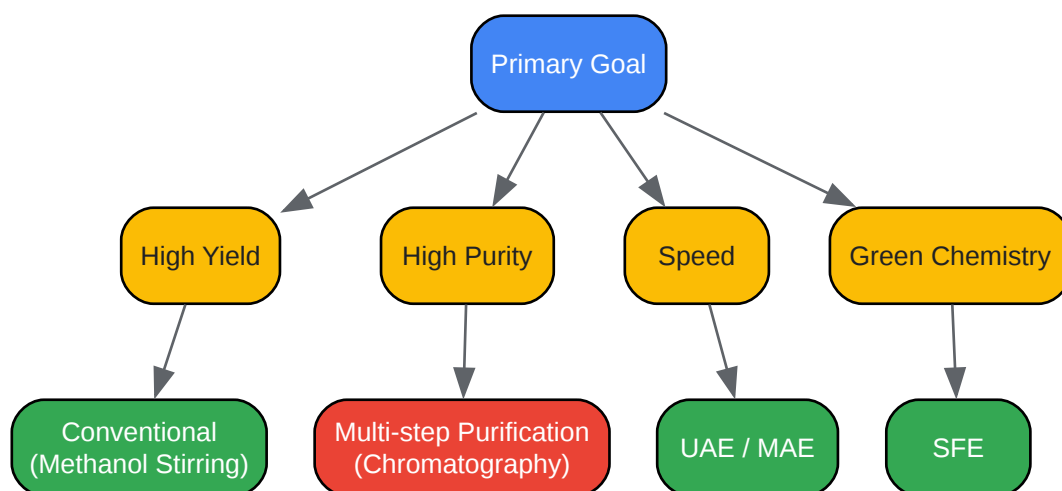 Primary Goal
High Yield
High Purity
Speed
Green Chemistry
Conventional
(Methanol Stirring)
Multi-step Purification
(Chromatography)
UAE / MAE
SFE